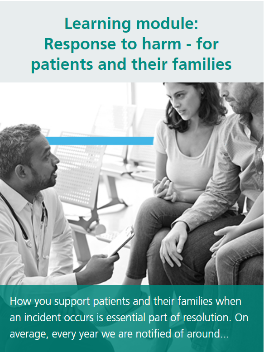 Learning module:
Response to harm - for
patients and their families
How you support patients and their families when
an incident occurs is essential part of resolution. On
average, every year we are notified of around...